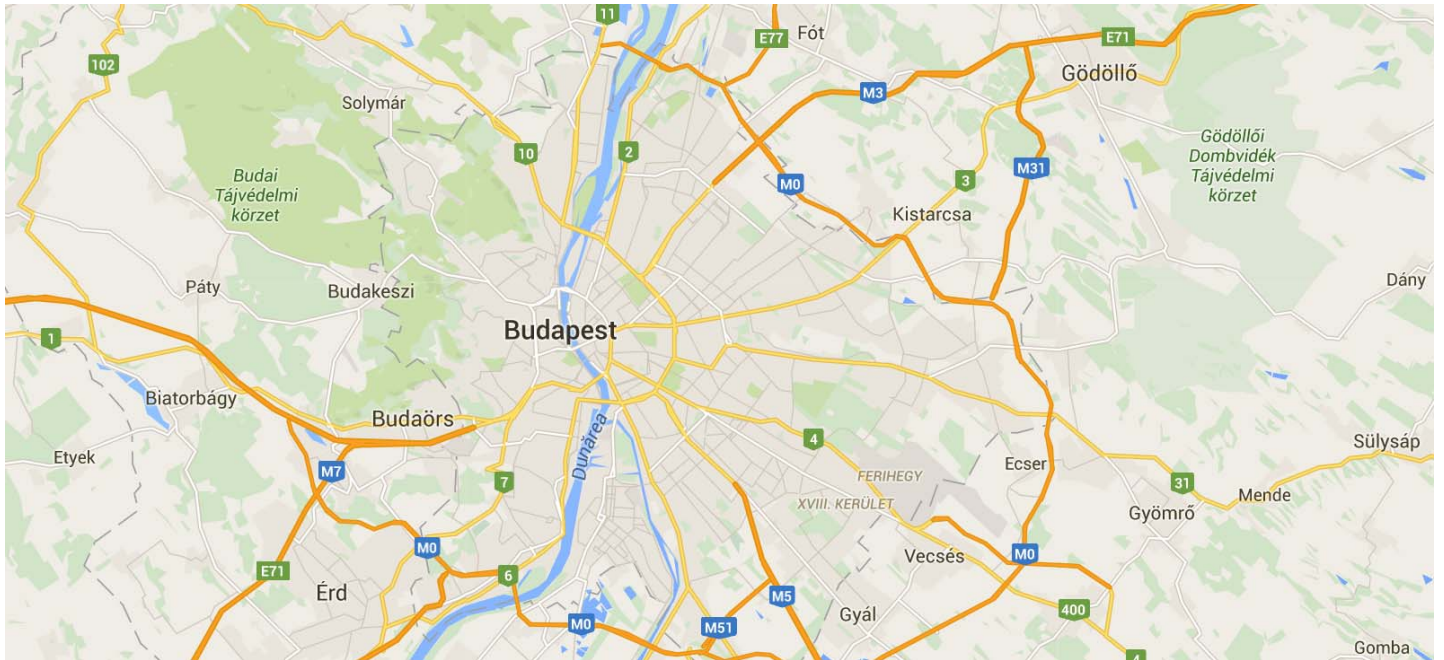 11
E77
Fót
E71
102
Gödöllő
Solymár
M3
10
2
Gödöllői
Dombvidék
Tájvédelmi
körzet
Budai
Tájvédelmi
körzet
M31
M0
3
Kistarcsa
Páty
Budakeszi
Dány
1
Budapest
Biatorbágy
Budaörs
Dunărea
4
Sülysáp
Etyek
M7
7
FERIHEGY
Ecser
31
Mende
XVIII. KERÜLET
Gyömrő
M0
Vecsés
M0
E71
6
Érd
M5
400
Gyál
M0
M51
Gomba
4